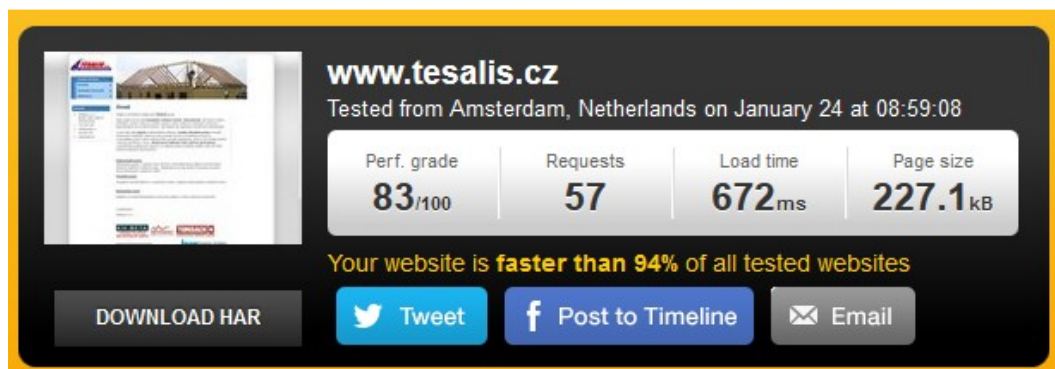 www.tesalis.cz
Tested from Amsterdam, Netherlands on January 24 at 08:59:08
Perf. grade Requests Load time Page size
83/100 57 672ms 227.1kB
Your website is faster than 94% of all tested websites
DOWNLOAD HAR Tweet f Post to Timeline Email